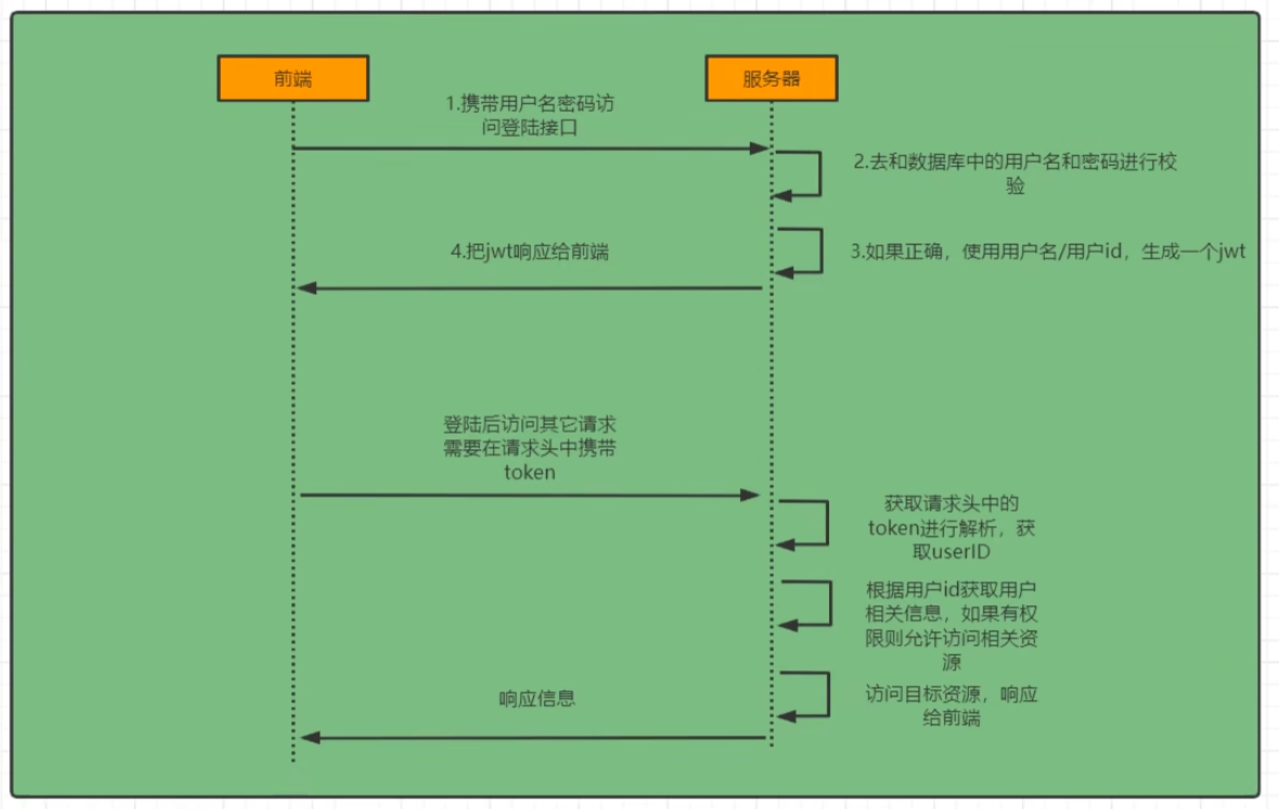 前端
服务器
1.携带用户名密码访
问登陆接口
2.去和数据库中的用户名和密码进行校
验
3.如果正确，使用用户名/用户id，生成一个jwt
4.把jwt响应给前端
登陆后访问其它请求
需要在请求头中携带
token
获取请求头中的
token进行解析，获
取userID
根据用户id获取用户
相关信息，如果有权
限则允许访问相关资
源
访问目标资源，响应
给前端
响应信息